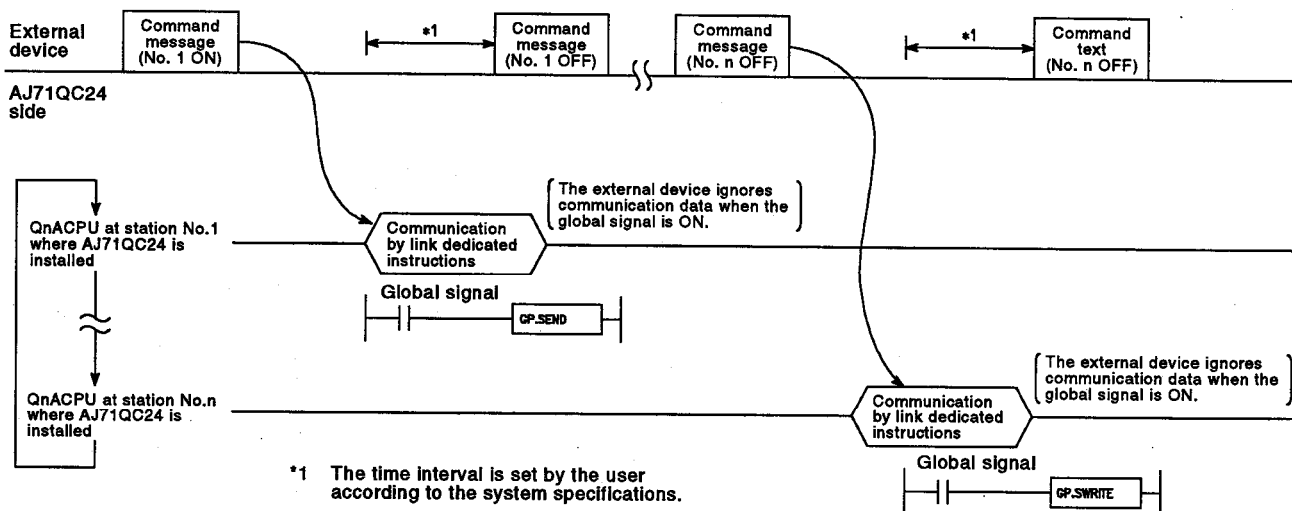 External
device
Command
message
(No. 1 ON)
*1
Command
message
(No. 1 OFF)
Command
message
(No. n OFF)
*1
Command
text
(No. n OFF)
AJ71QC24
side
QnACPU at station No.1
where AJ71QC24 is
installed
Communication
by link dedicated
instructions
The external device ignores
communication data when the
global signal is ON.
Global signal
GP.SEND
QnACPU at station No.n
where AJ71QC24 is
installed
Communication
by link dedicated
instructions
The external device ignores
communication data when the
global signal is ON.
Global signal
GP.SWRITE
*1 The time interval is set by the user
according to the system specifications.